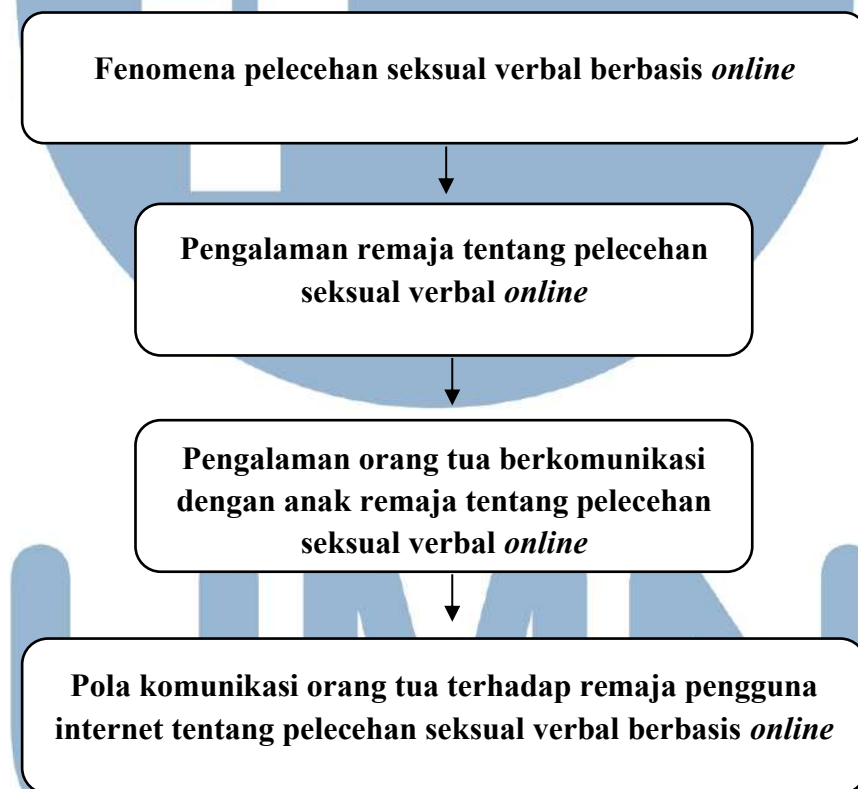 Fenomena pelecehan seksual verbal berbasis online
Pengalaman remaja tentang pelecehan
seksual verbal online
Pengalaman orang tua berkomunikasi
dengan anak remaja tentang pelecehan
seksual verbal online
Pola komunikasi orang tua terhadap remaja pengguna
internet tentang pelecehan seksual verbal berbasis online